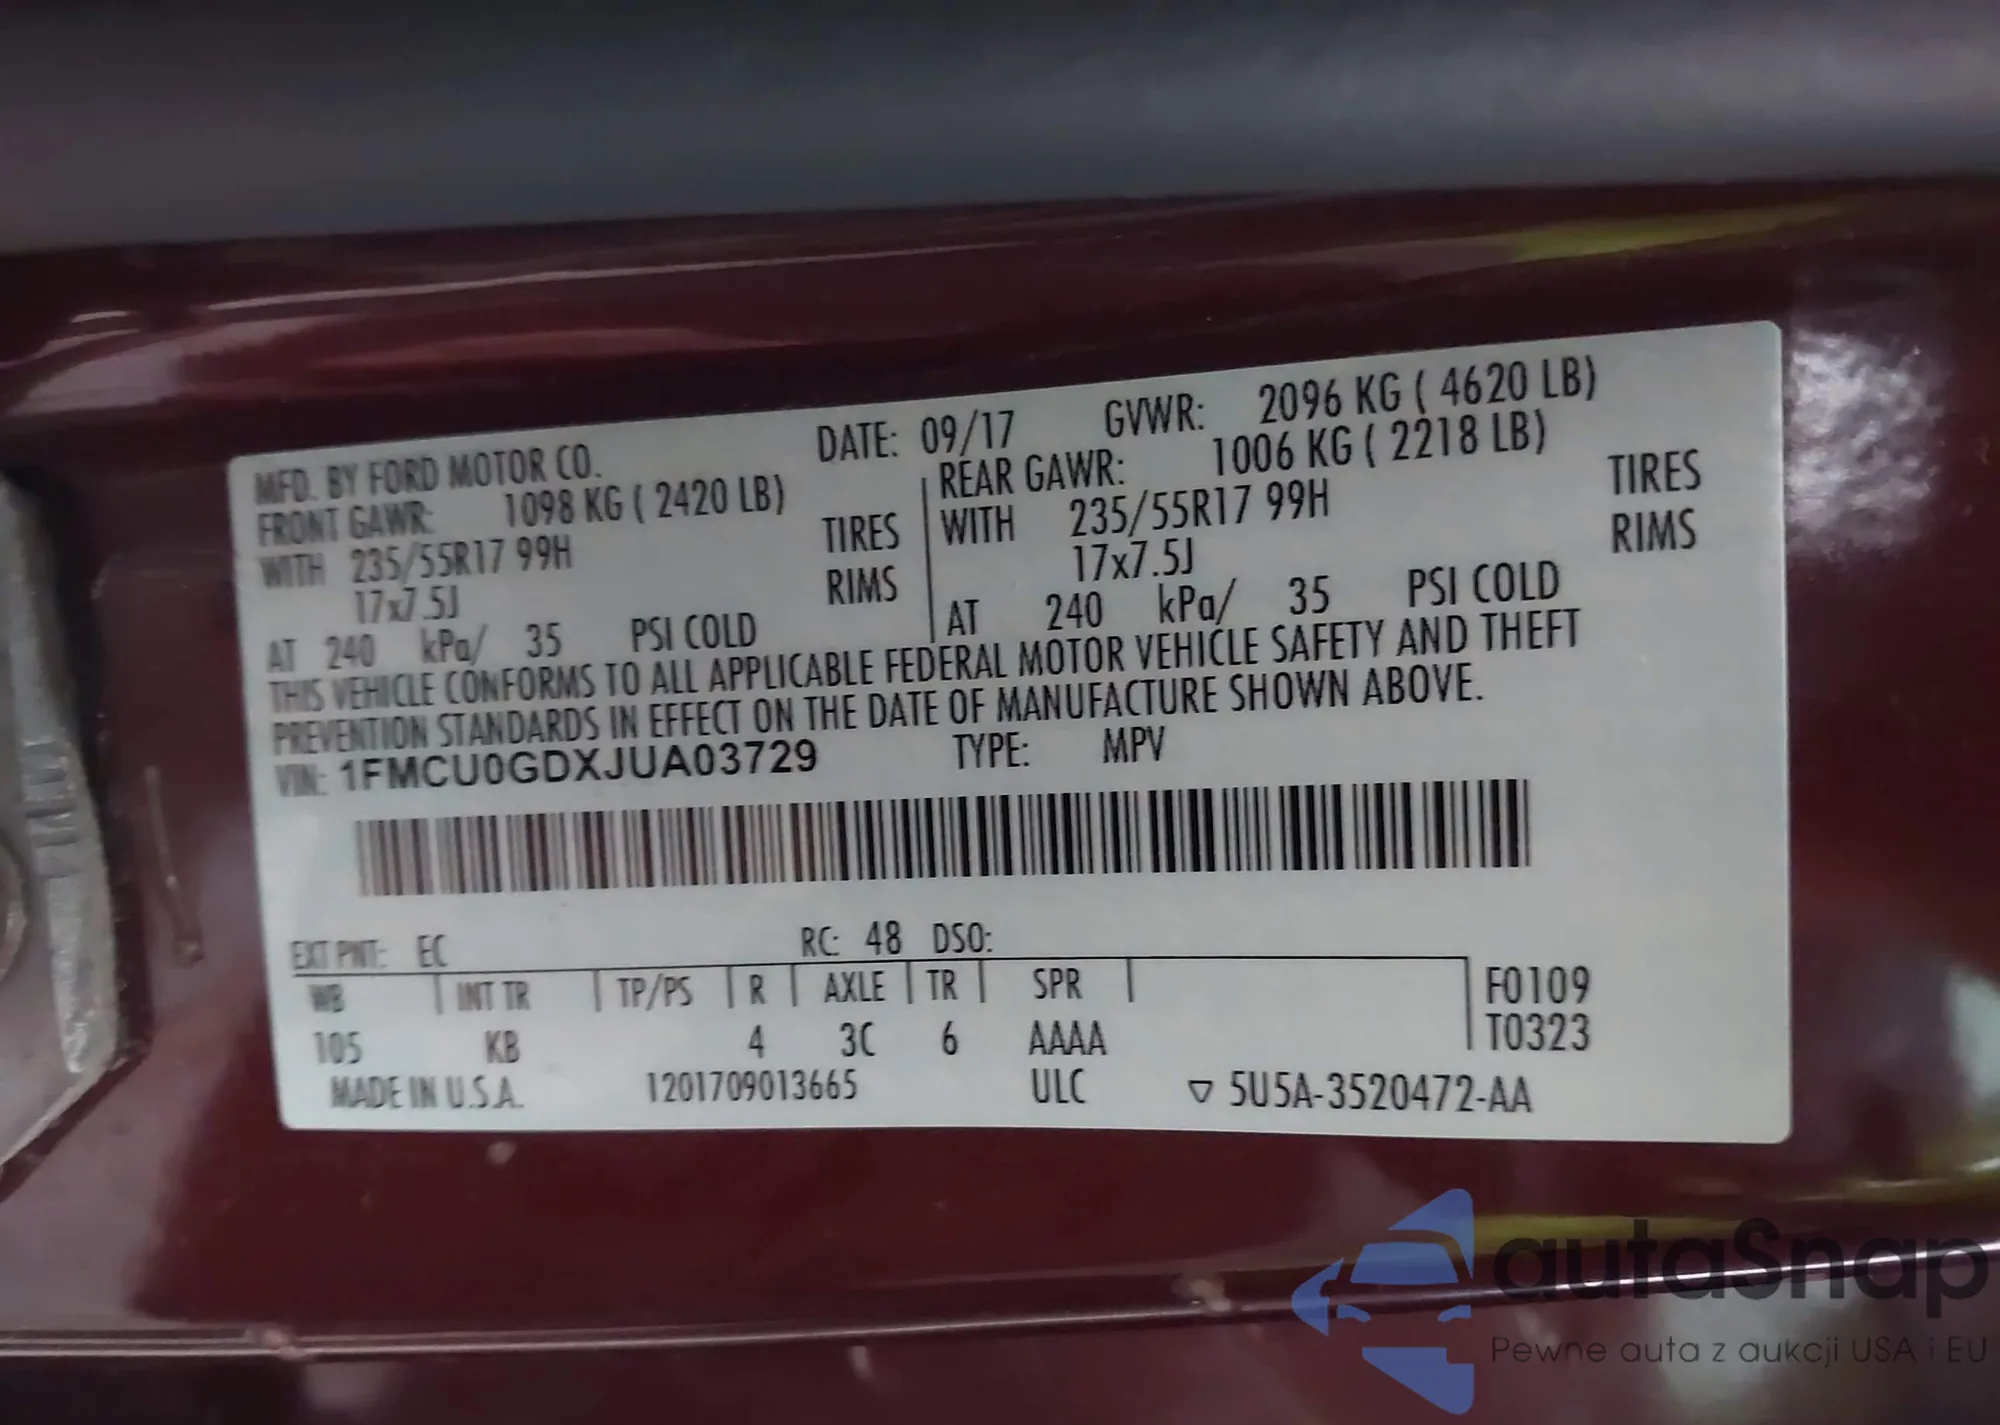 MFD. BY FORD MOTOR CO. DATE: 09/17 GVWR: 2096 KG ( 4620 LB)
FRONT GAWR: 1098 KG ( 2420 LB) REAR GAWR: 1006 KG ( 2218 LB)
WITH 235/55R17 99H TIRES WITH 235/55R17 99H TIRES
17x7.5J RIMS 17x7.5J RIMS
AT 240 kPa/ 35 PSI COLD AT 240 kPa/ 35 PSI COLD
THIS VEHICLE CONFORMS TO ALL APPLICABLE FEDERAL MOTOR VEHICLE SAFETY AND THEFT
PREVENTION STANDARDS IN EFFECT ON THE DATE OF MANUFACTURE SHOWN ABOVE.
VIN: 1FMCU0GDXJUA03729 TYPE: MPV
EXT PNT: EC RC: 48 DSO:
WB INT TR TP/PS R AXLE TR SPR F0109
105 KB 4 3C 6 AAAA T0323
MADE IN U.S.A. 1201709013665 ULC ▽ 5U5A-3520472-AA
autaSnap
Pewne auta z aukcji USA i EU